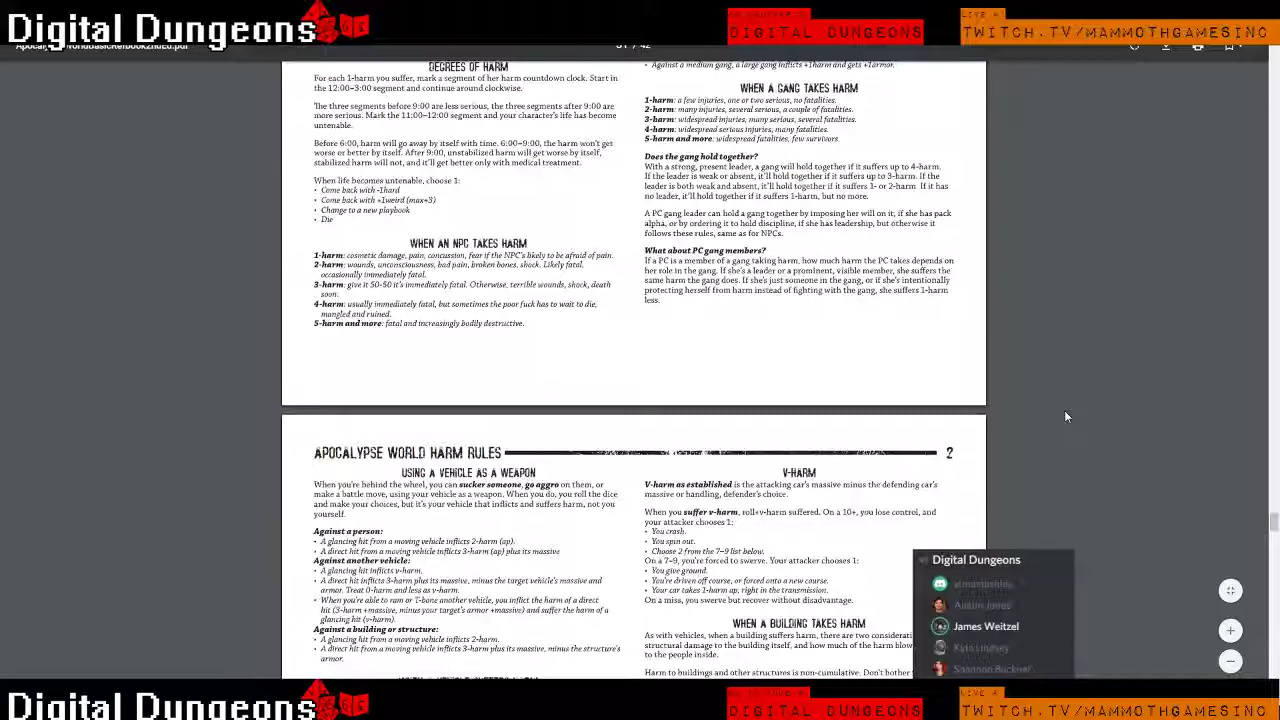 Digital Dungeons
DIGITAL DUNGEONS
LIVE @
TWITCH.TV/MAMMOTHGAMESINC
/ 42
DEGREES OF HARM
For each 1-harm you suffer, mark a segment of her harm countdown clock. Start in
the 12:00–3:00 segment and continue around clockwise.
The three segments before 9:00 are less serious, the three segments after 9:00 are
more serious. Mark the 11:00–12:00 segment and your character's life has become
untenable.
Before 6:00, harm will go away by itself with time. 6:00–9:00, the harm won't get
worse or better by itself. After 9:00, unstabilized harm will get worse by itself,
stabilized harm will not, and it'll get better only with medical treatment.
When life becomes untenable, choose 1:
• Come back with -1hard
• Come back with +1weird (max+3)
• Change to a new playbook
• Die
WHEN AN NPC TAKES HARM
1-harm: cosmetic damage, pain, concussion, fear if the NPC's likely to be afraid of pain.
2-harm: wounds, unconsciousness, bad pain, broken bones, shock. Likely fatal,
occasionally immediately fatal.
3-harm: give it 50-50 it's immediately fatal. Otherwise, terrible wounds, shock, death
soon.
4-harm: usually immediately fatal, but sometimes the poor fuck has to wait to die,
mangled and ruined.
5-harm and more: fatal and increasingly bodily destructive.
• Against a medium gang, a large gang inflicts +1harm and gets +1armor.
WHEN A GANG TAKES HARM
1-harm: a few injuries, one or two serious, no fatalities.
2-harm: many injuries, several serious, a couple of fatalities.
3-harm: widespread injuries, many serious, several fatalities.
4-harm: widespread serious injuries, many fatalities.
5-harm and more: widespread fatalities, few survivors.
Does the gang hold together?
With a strong, present leader, a gang will hold together if it suffers up to 4-harm.
If the leader is weak or absent, it'll hold together if it suffers up to 3-harm. If the
leader is both weak and absent, it'll hold together if it suffers 1- or 2-harm If it has
no leader, it'll hold together if it suffers 1-harm, but no more.
A PC gang leader can hold a gang together by imposing her will on it, if she has pack
alpha, or by ordering it to hold discipline, if she has leadership, but otherwise it
follows these rules, same as for NPCs.
What about PC gang members?
If a PC is a member of a gang taking harm, how much harm the PC takes depends on
her role in the gang. If she's a leader or a prominent, visible member, she suffers the
same harm the gang does. If she's just someone in the gang, or if she's intentionally
protecting herself from harm instead of fighting with the gang, she suffers 1-harm
less.
APOCALYPSE WORLD HARM RULES 2
USING A VEHICLE AS A WEAPON
When you're behind the wheel, you can sucker someone, go aggro on them, or
make a battle move, using your vehicle as a weapon. When you do, you roll the dice
and make your choices, but it's your vehicle that inflicts and suffers harm, not you
yourself.
Against a person:
• A glancing hit from a moving vehicle inflicts 2-harm (ap).
• A direct hit from a moving vehicle inflicts 3-harm (ap) plus its massive
Against another vehicle:
• A glancing hit inflicts v-harm.
• A direct hit inflicts 3-harm plus its massive, minus the target vehicle's massive and
armor. Treat 0-harm and less as v-harm.
• When you're able to ram or T-bone another vehicle, you inflict the harm of a direct
hit (3-harm +massive, minus your target's armor +massive) and suffer the harm of a
glancing hit (v-harm).
Against a building or structure:
• A glancing hit from a moving vehicle inflicts 2-harm.
• A direct hit from a moving vehicle inflicts 3-harm plus its massive, minus the structure's
armor.
V-HARM
V-harm as established is the attacking car's massive minus the defending car's
massive or handling, defender's choice.
When you suffer v-harm, roll+v-harm suffered. On a 10+, you lose control, and
your attacker chooses 1:
• You crash.
• You spin out.
• Choose 2 from the 7–9 list below.
On a 7–9, you're forced to swerve. Your attacker chooses 1:
• You give ground.
• You're driven off course, or forced onto a new course.
• Your car takes 1-harm ap, right in the transmission.
On a miss, you swerve but recover without disadvantage.
WHEN A BUILDING TAKES HARM
As with vehicles, when a building suffers harm, there are two
structural damage to the building itself, and how much of the harm
to the people inside.
Harm to buildings and other structures is non-cumulative. Don't bother
Digital Dungeons
Austin Jones
James Weitzel
Kyle Lindsey
Shannon Buckner
Digital Dungeons
DIGITAL DUNGEONS
LIVE @
TWITCH.TV/MAMMOTHGAMESINC